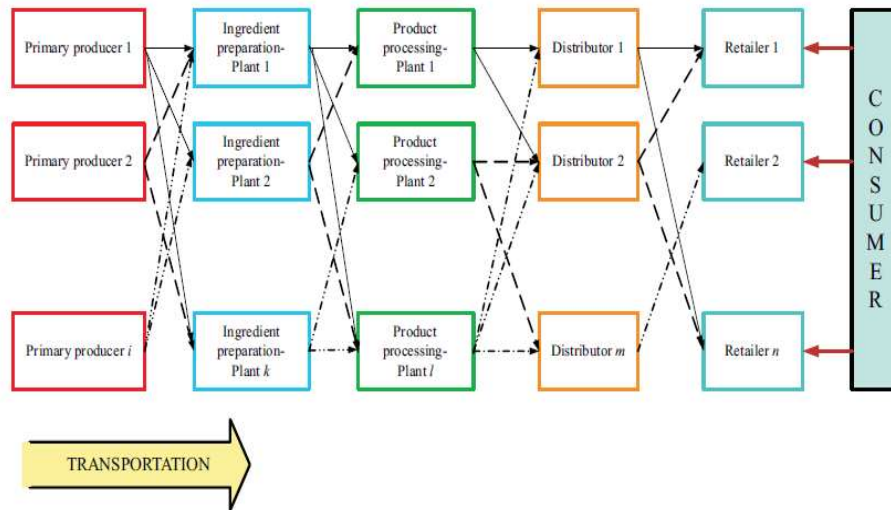 Primary producer 1
Ingredient
preparation-
Plant 1
Product
processing-
Plant 1
Distributor 1
Retailer 1
Primary producer 2
Ingredient
preparation-
Plant 2
Product
processing-
Plant 2
Distributor 2
Retailer 2
Primary producer i
Ingredient
preparation-
Plant k
Product
processing-
Plant l
Distributor m
Retailer n
C
O
N
S
U
M
E
R
TRANSPORTATION